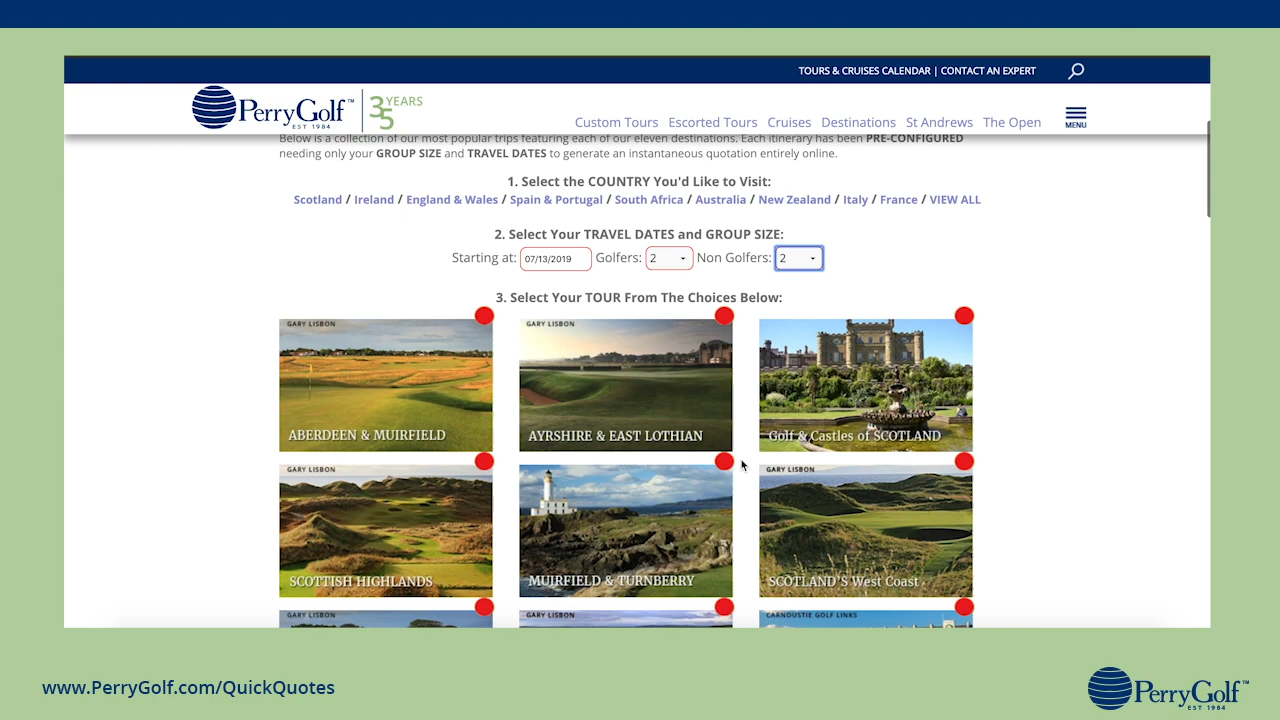 TOURS & CRUISES CALENDAR | CONTACT AN EXPERT
PerryGolf™
EST 1984
35 YEARS
Custom Tours Escorted Tours Cruises Destinations St Andrews The Open
MENU
Below is a collection of our most popular trips featuring each of our eleven destinations. Each itinerary has been PRE-CONFIGURED
needing only your GROUP SIZE and TRAVEL DATES to generate an instantaneous quotation entirely online.
1. Select the COUNTRY You'd Like to Visit:
Scotland / Ireland / England & Wales / Spain & Portugal / South Africa / Australia / New Zealand / Italy / France / VIEW ALL
2. Select Your TRAVEL DATES and GROUP SIZE:
Starting at: 07/13/2019 Golfers: 2 Non Golfers: 2
3. Select Your TOUR From The Choices Below:
GARY LISBON
ABERDEEN & MUIRFIELD
GARY LISBON
AYRSHIRE & EAST LOTHIAN
Golf & Castles of SCOTLAND
GARY LISBON
SCOTTISH HIGHLANDS
GARY LISBON
MUIRFIELD & TURNBERRY
GARY LISBON
SCOTLAND'S West Coast
GARY LISBON
GARY LISBON
CARNOUSTIE GOLF LINKS
www.PerryGolf.com/QuickQuotes
PerryGolf™
EST 1984